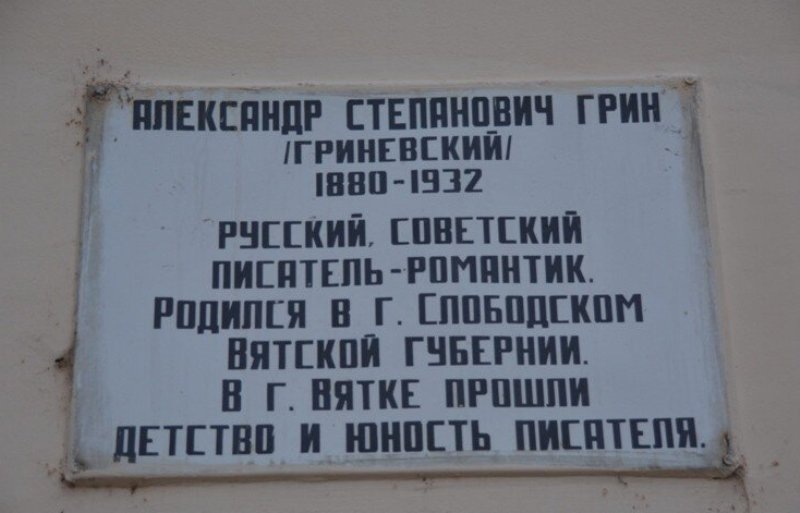 АЛЕКСАНДР СТЕПАНОВИЧ ГРИН
/ГРИНЕВСКИЙ/
1880-1932
РУССКИЙ, СОВЕТСКИЙ
ПИСАТЕЛЬ-РОМАНТИК.
РОДИЛСЯ В Г. СЛОБОДСКОМ
ВЯТСКОЙ ГУБЕРНИИ.
В Г. ВЯТКЕ ПРОШЛИ
ДЕТСТВО И ЮНОСТЬ ПИСАТЕЛЯ.